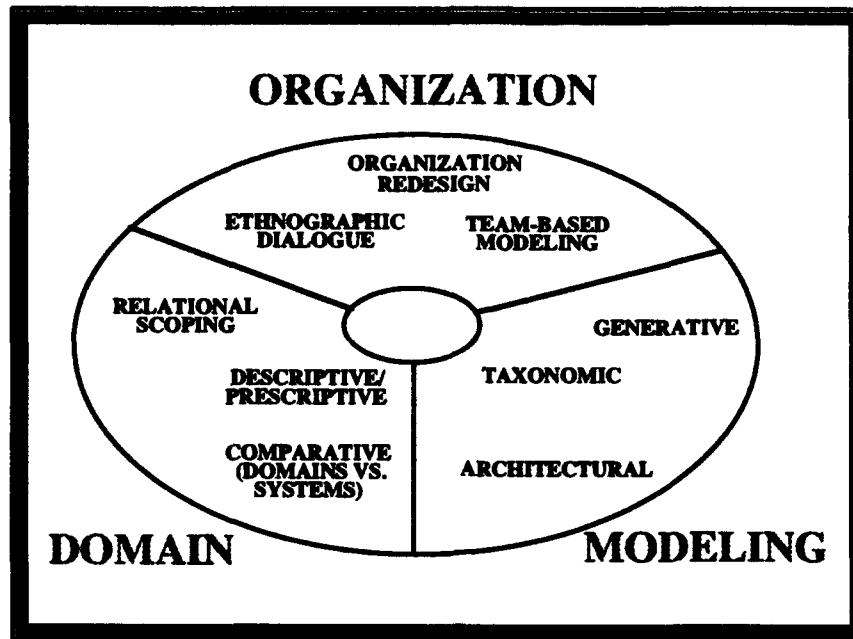 ORGANIZATION
ORGANIZATION
REDESIGN
ETHNOGRAPHIC
DIALOGUE
TEAM-BASED
MODELING
RELATIONAL
SCOPING
GENERATIVE
DESCRIPTIVE/
PRESCRIPTIVE
TAXONOMIC
COMPARATIVE
(DOMAINS VS.
SYSTEMS)
ARCHITECTURAL
DOMAIN
MODELING